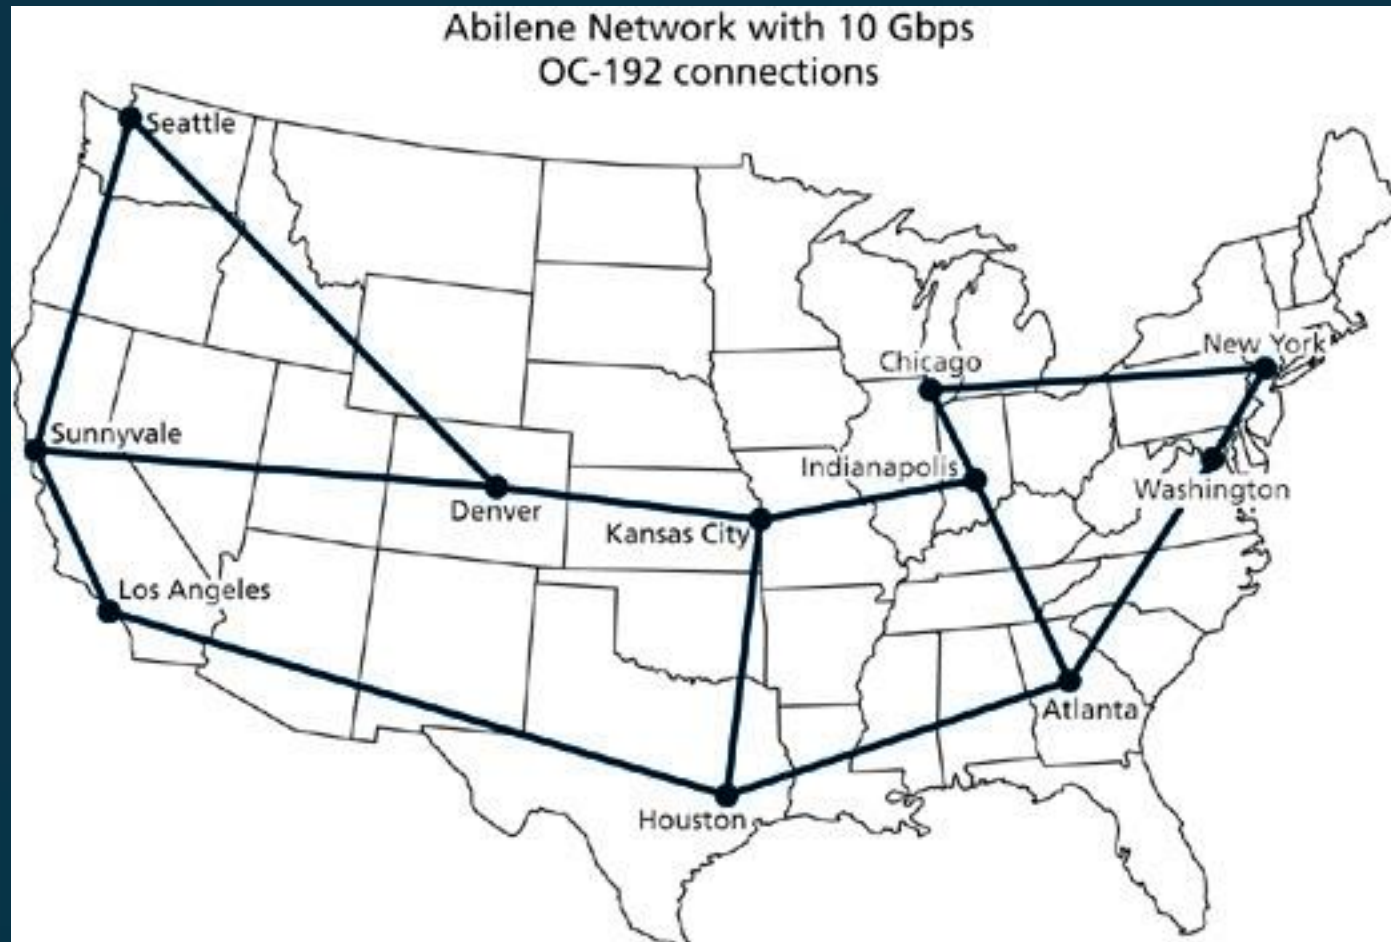 Abilene Network with 10 Gbps
OC-192 connections
Seattle
New York
Chicago
Sunnyvale
Indianapolis
Washington
Denver
Kansas City
Los Angeles
Atlanta
Houston